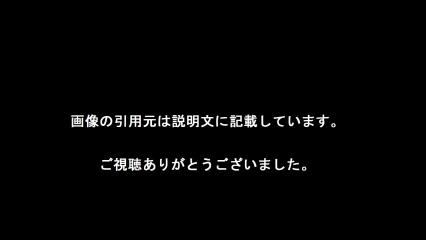 画像の引用元は説明文に記載しています。
ご視聴ありがとうございました。